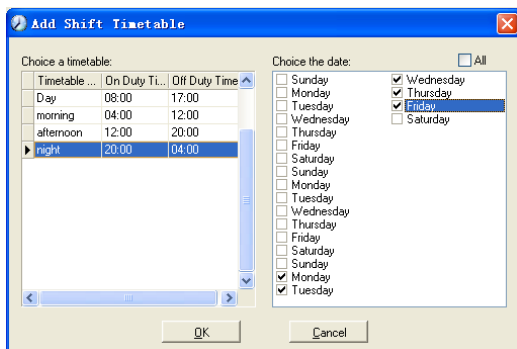 Add Shift Timetable
Choice a timetable:
Timetable ... On Duty Ti... Off Duty Time
Day 08:00 17:00
morning 04:00 12:00
afternoon 12:00 20:00
night 20:00 04:00
Choice the date:
All
Sunday
Monday
Tuesday
Wednesday
Thursday
Friday
Saturday
Sunday
Monday
Tuesday
Wednesday
Thursday
Friday
Saturday
Sunday
Monday
Tuesday
Wednesday
Thursday
Friday
Saturday
OK
Cancel